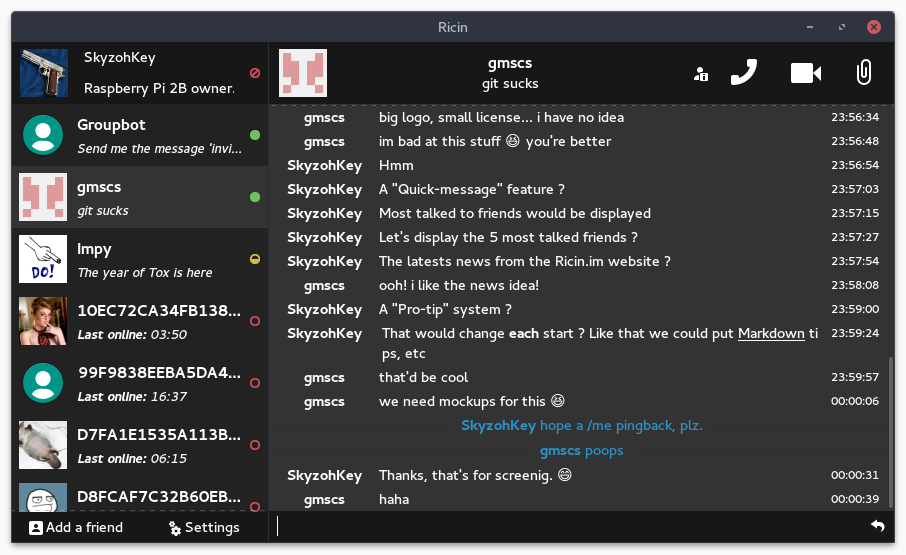 Ricin
SkyzohKey
Raspberry Pi 2B owner.
Groupbot
Send me the message 'invi...
gmscs
git sucks
Impy
DO!
The year of Tox is here
10EC72CA34FB138...
Last online: 03:50
99F9838EEBA5DA4...
Last online: 16:37
D7FA1E1535A113B...
Last online: 06:15
D8FCAF7C32B60EB...
Add a friend Settings
gmscs
git sucks
gmscs big logo, small license... i have no idea 23:56:34
gmscs im bad at this stuff 😆 you're better 23:56:48
SkyzohKey Hmm 23:56:54
SkyzohKey A "Quick-message" feature ? 23:57:03
SkyzohKey Most talked to friends would be displayed 23:57:15
SkyzohKey Let's display the 5 most talked friends ? 23:57:27
SkyzohKey The latests news from the Ricin.im website ? 23:57:54
gmscs ooh! i like the news idea! 23:58:08
SkyzohKey A "Pro-tip" system ? 23:59:00
SkyzohKey That would change each start ? Like that we could put Markdown ti 23:59:24
ps, etc
gmscs that'd be cool 23:59:57
gmscs we need mockups for this 😆 00:00:06
SkyzohKey hope a /me pingback, plz.
gmscs poops
SkyzohKey Thanks, that's for screenig. 😄 00:00:31
gmscs haha 00:00:39